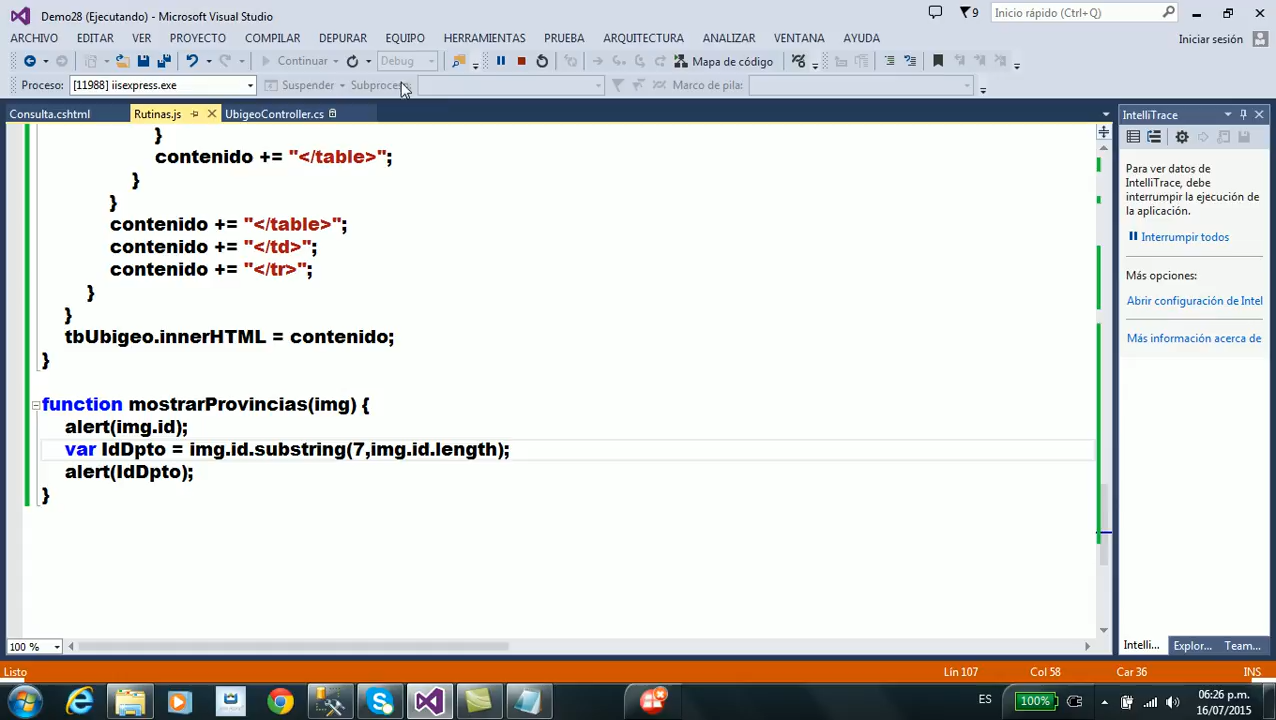 Demo28 (Ejecutando) - Microsoft Visual Studio
9
Inicio rápido (Ctrl+Q)
ARCHIVO EDITAR VER PROYECTO COMPILAR DEPURAR EQUIPO HERRAMIENTAS PRUEBA ARQUITECTURA ANALIZAR VENTANA AYUDA
Iniciar sesión
Continuar Debug Mapa de código
Proceso: [11988] iisexpress.exe Suspender Marco de pila:
Consulta.cshtml Rutinas.js UbigeoController.cs
}
contenido += "</table>";
}
}
contenido += "</table>";
contenido += "</td>";
contenido += "</tr>";
}
}
tbUbigeo.innerHTML = contenido;
}
function mostrarProvincias(img) {
alert(img.id);
var IdDpto = img.id.substring(7,img.id.length);
alert(IdDpto);
}
IntelliTrace
Para ver datos de
IntelliTrace, debe
interrumpir la ejecución de
la aplicación.
Interrumpir todos
Más opciones:
Abrir configuración de Intel
Más información acerca de
100 %
Intelli... Explor... Team...
Listo Lín 107 Col 58 Car 36 INS
ES 100% 06:26 p.m.
16/07/2015